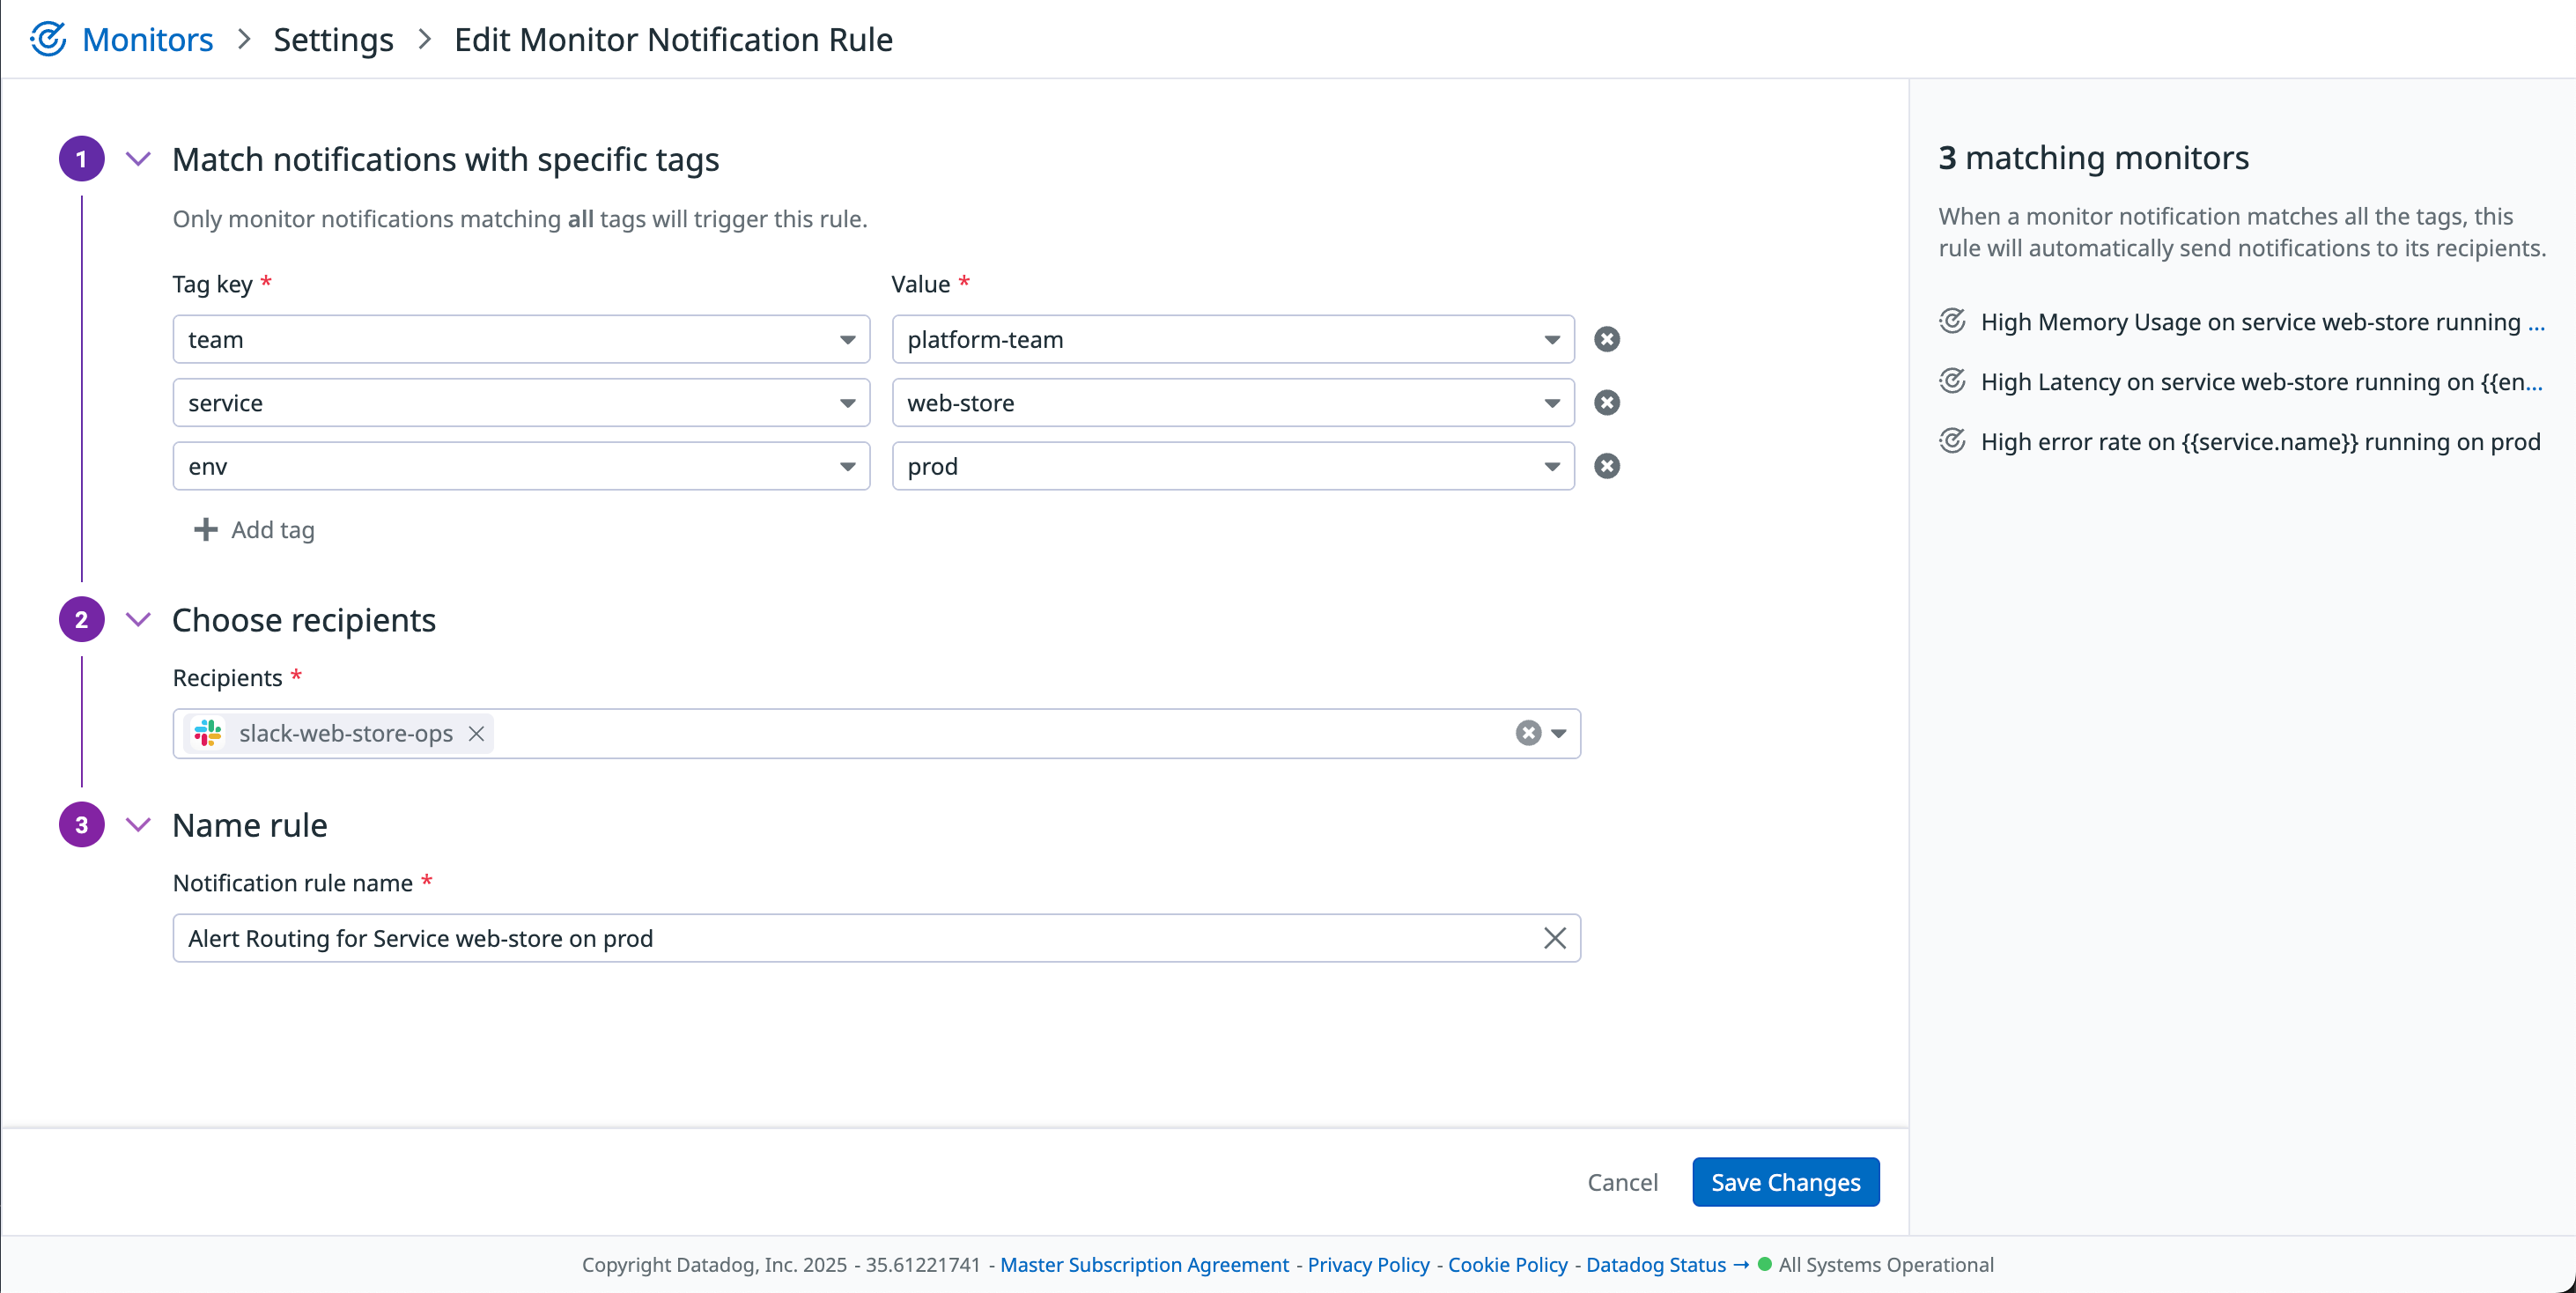 Monitors > Settings > Edit Monitor Notification Rule
1 Match notifications with specific tags
Only monitor notifications matching all tags will trigger this rule.
Tag key * Value *
team platform-team
service web-store
env prod
+ Add tag
2 Choose recipients
Recipients *
slack-web-store-ops
3 Name rule
Notification rule name *
Alert Routing for Service web-store on prod
Cancel Save Changes
3 matching monitors
When a monitor notification matches all the tags, this
rule will automatically send notifications to its recipients.
High Memory Usage on service web-store running ...
High Latency on service web-store running on {{en...
High error rate on {{service.name}} running on prod
Copyright Datadog, Inc. 2025 - 35.61221741 - Master Subscription Agreement - Privacy Policy - Cookie Policy - Datadog Status → All Systems Operational